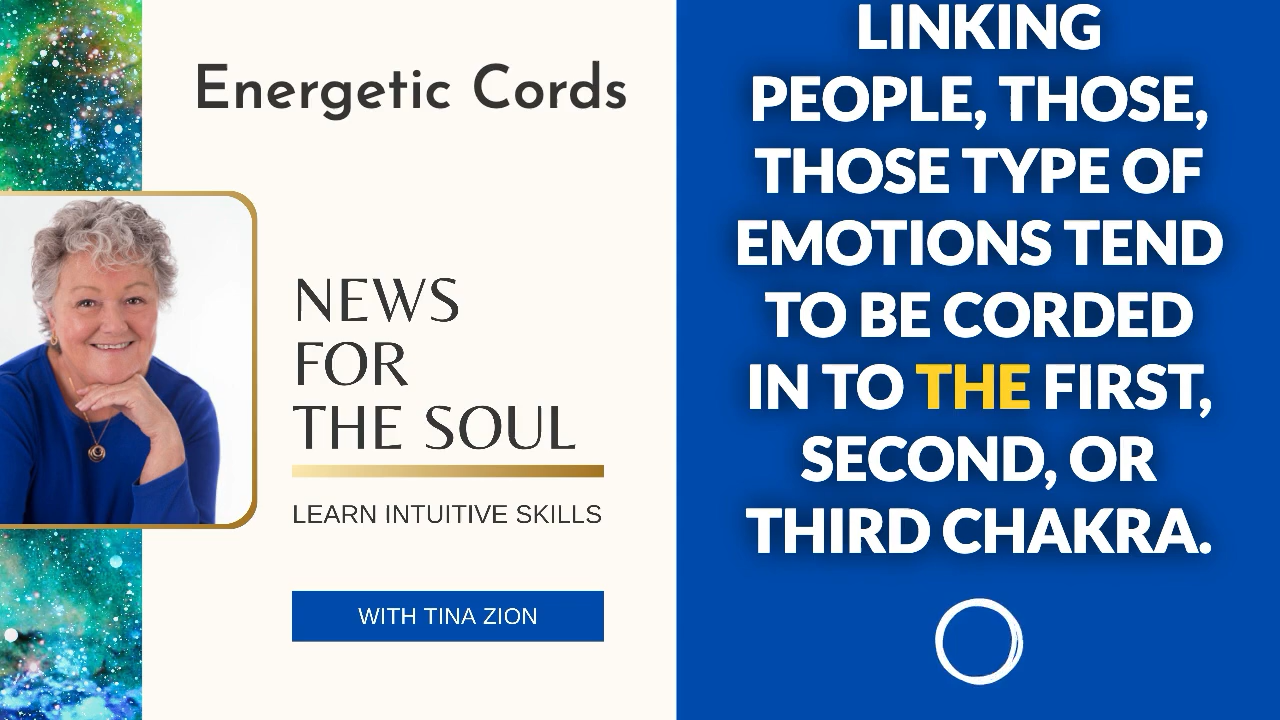 Energetic Cords
NEWS
FOR
THE SOUL
LEARN INTUITIVE SKILLS
WITH TINA ZION
LINKING
PEOPLE, THOSE,
THOSE TYPE OF
EMOTIONS TEND
TO BE CORDED
IN TO THE FIRST,
SECOND, OR
THIRD CHAKRA.